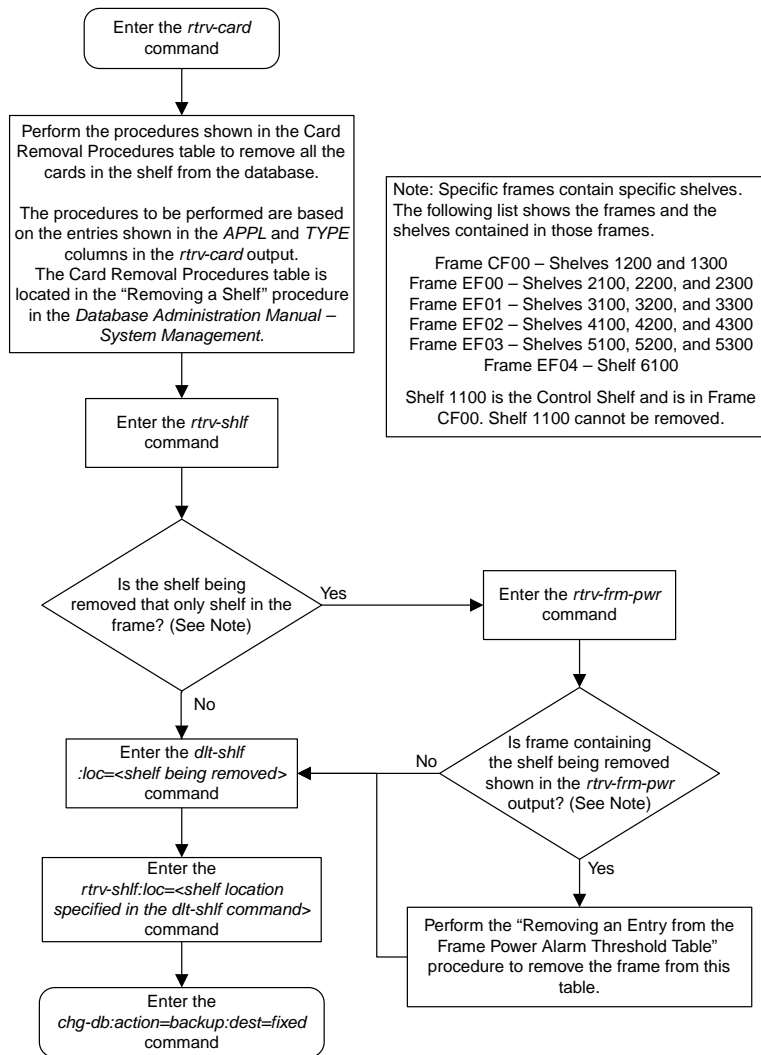 Enter the rtrv-card
command
Perform the procedures shown in the Card
Removal Procedures table to remove all the
cards in the shelf from the database.
The procedures to be performed are based
on the entries shown in the APPL and TYPE
columns in the rtrv-card output.
The Card Removal Procedures table is
located in the “Removing a Shelf” procedure
in the Database Administration Manual –
System Management.
Note: Specific frames contain specific shelves.
The following list shows the frames and the
shelves contained in those frames.
Frame CF00 – Shelves 1200 and 1300
Frame EF00 – Shelves 2100, 2200, and 2300
Frame EF01 – Shelves 3100, 3200, and 3300
Frame EF02 – Shelves 4100, 4200, and 4300
Frame EF03 – Shelves 5100, 5200, and 5300
Frame EF04 – Shelf 6100
Shelf 1100 is the Control Shelf and is in Frame
CF00. Shelf 1100 cannot be removed.
Enter the rtrv-shlf
command
Is the shelf being
removed that only shelf in the
frame? (See Note)
Yes
No
Enter the rtrv-frm-pwr
command
Is frame containing
the shelf being removed
shown in the
rtrv-frm-pwr
output? (See Note)
No
Yes
Enter the dlt-shlf
:loc=<shelf being removed>
command
Perform the “Removing an Entry from the
Frame Power Alarm Threshold Table”
procedure to remove the frame from this
table.
Enter the
rtrv-shlf:loc=<shelf location
specified in the dlt-shlf command>
command
Enter the
chg-db:action=backup:dest=fixed
command